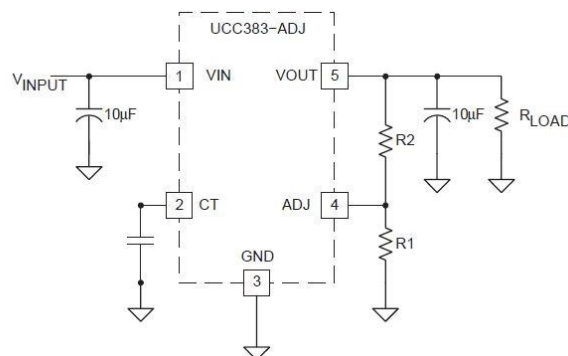 UCC383-ADJ
VINPUT
1
VIN
VOUT
5
10µF
R2
10µF
RLOAD
2
CT
ADJ
4
R1
GND
3